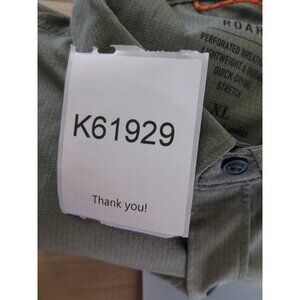 K61929
Thank you!
ROAR
PERFORATED BREATH
LIGHTWEIGHT & DURA
QUICK DRYING
STRETCH
XL